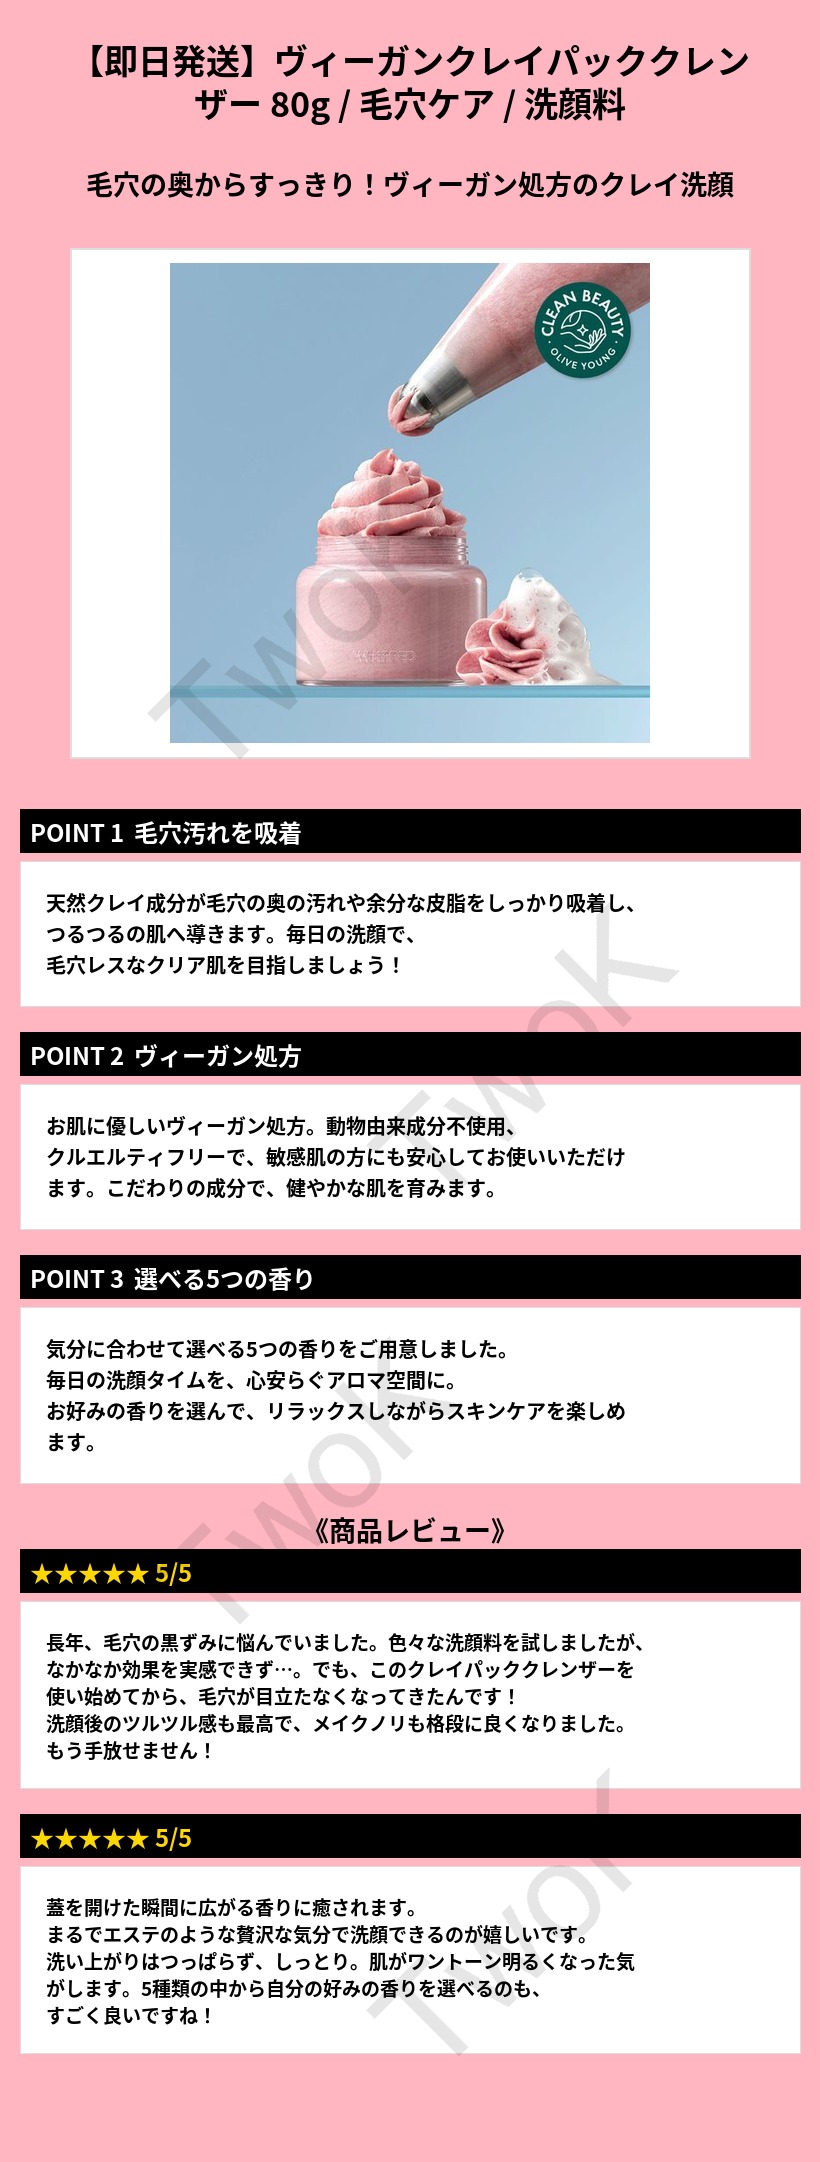 【即日発送】ヴィーガンクレイパッククレン
ザー 80g / 毛穴ケア / 洗顔料
毛穴の奥からすっきり！ヴィーガン処方のクレイ洗顔
CLEAN BEAUTY
OLIVE YOUNG
WHIPPED
TwoK
POINT 1 毛穴汚れを吸着
天然クレイ成分が毛穴の奥の汚れや余分な皮脂をしっかり吸着し、
つるつるの肌へ導きます。毎日の洗顔で、
毛穴レスなクリア肌を目指しましょう！
TwoK
POINT 2 ヴィーガン処方
お肌に優しいヴィーガン処方。動物由来成分不使用、
クルエルティフリーで、敏感肌の方にも安心してお使いいただけ
ます。こだわりの成分で、健やかな肌を育みます。
POINT 3 選べる5つの香り
気分に合わせて選べる5つの香りをご用意しました。
毎日の洗顔タイムを、心安らぐアロマ空間に。
お好みの香りを選んで、リラックスしながらスキンケアを楽しめ
ます。
TwoK
《商品レビュー》
★★★★★ 5/5
長年、毛穴の黒ずみに悩んでいました。色々な洗顔料を試しましたが、
なかなか効果を実感できず…。でも、このクレイパッククレンザーを
使い始めてから、毛穴が目立たなくなってきたんです！
洗顔後のツルツル感も最高で、メイクノリも格段に良くなりました。
もう手放せません！
★★★★★ 5/5
蓋を開けた瞬間に広がる香りに癒されます。
まるでエステのような贅沢な気分で洗顔できるのが嬉しいです。
洗い上がりはつっぱらず、しっとり。肌がワントーン明るくなった気
がします。5種類の中から自分の好みの香りを選べるのも、
すごく良いですね！
TwoK